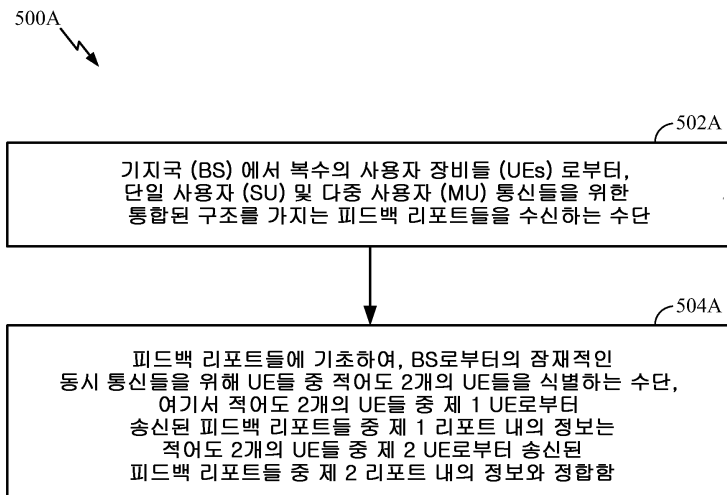 500A
502A
기지국 (BS) 에서 복수의 사용자 장비들 (UEs) 로부터,
단일 사용자 (SU) 및 다중 사용자 (MU) 통신들을 위한
통합된 구조를 가지는 피드백 리포트들을 수신하는 수단
504A
피드백 리포트들에 기초하여, BS로부터의 잠재적인
동시 통신들을 위해 UE들 중 적어도 2개의 UE들을 식별하는 수단,
여기서 적어도 2개의 UE들 중 제 1 UE로부터
송신된 피드백 리포트들 중 제 1 리포트 내의 정보는
적어도 2개의 UE들 중 제 2 UE로부터 송신된
피드백 리포트들 중 제 2 리포트 내의 정보와 정합함